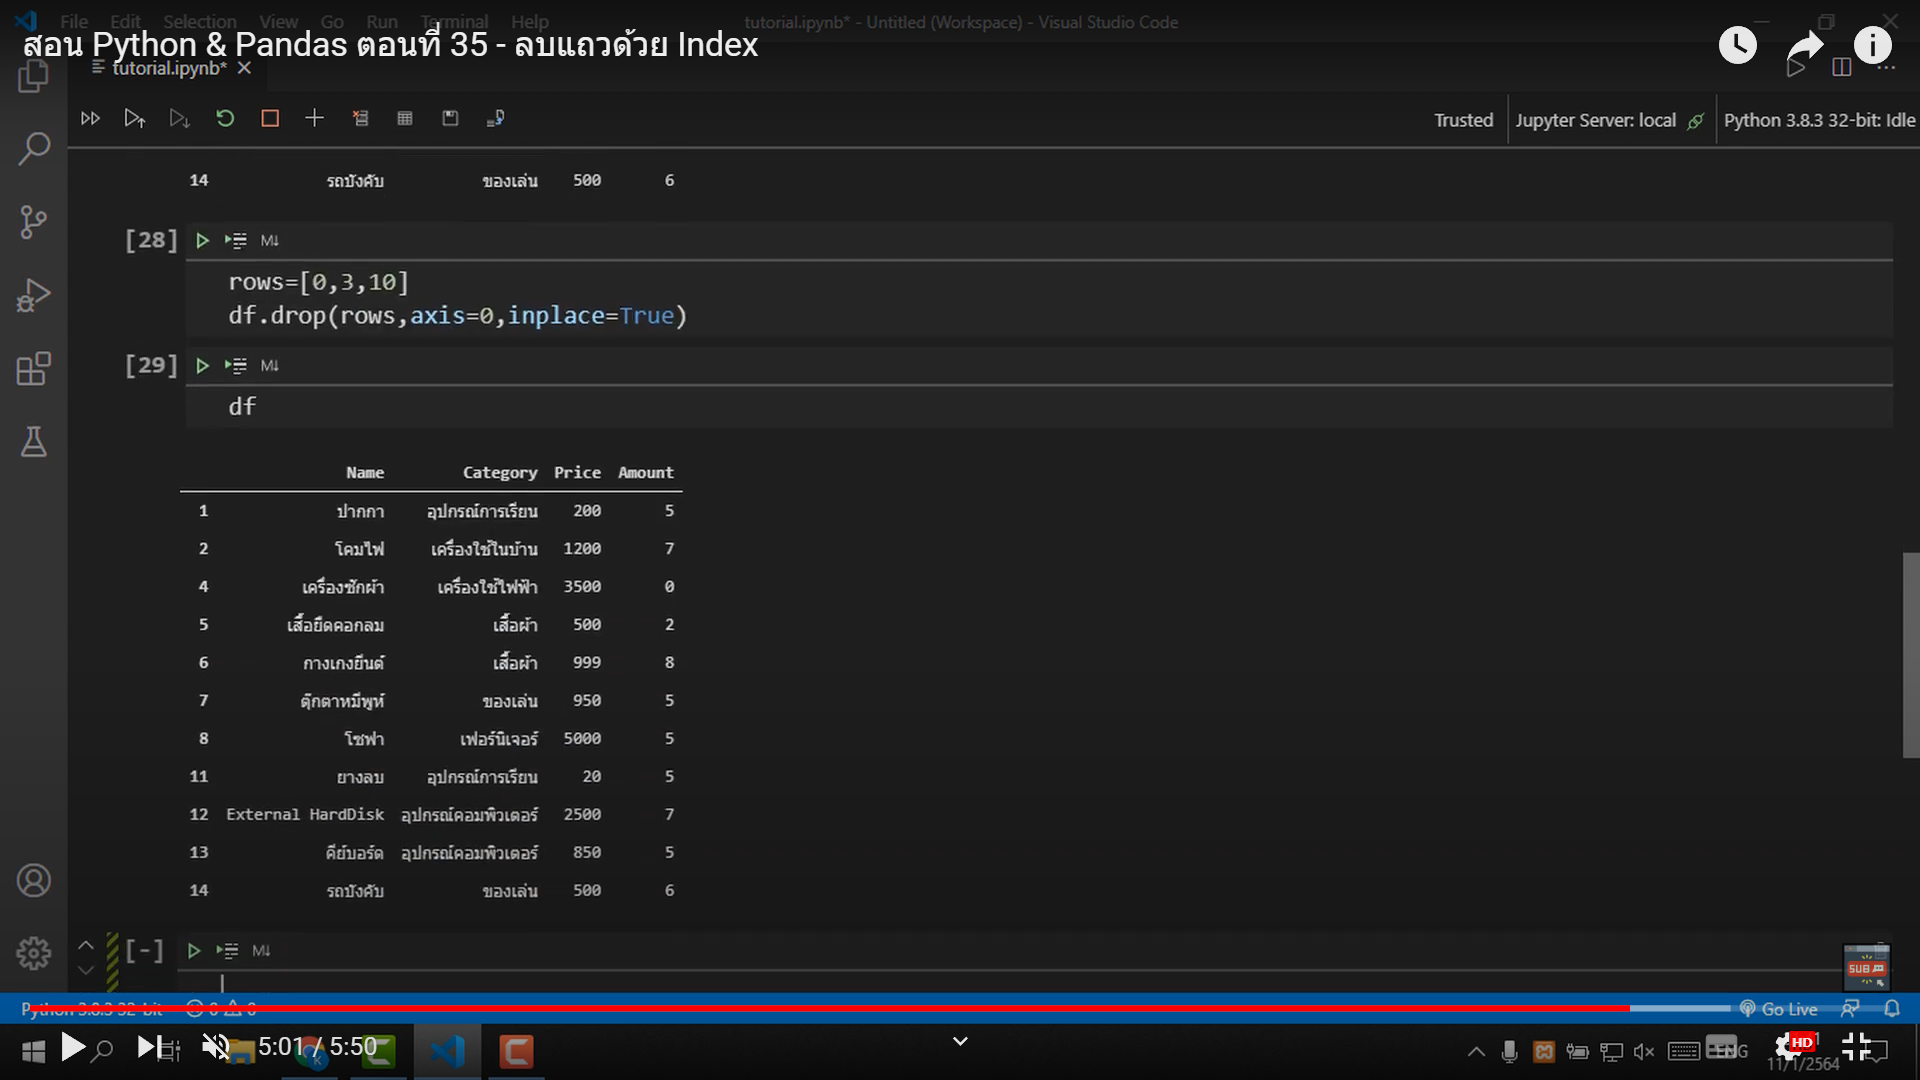 File Edit Selection View Go Run Terminal Help tutorial.ipynb* - Untitled (Workspace) - Visual Studio Code
สอน Python & Pandas ตอนที่ 35 - ลบแถวด้วย Index
tutorial.ipynb*
Trusted Jupyter Server: local Python 3.8.3 32-bit: Idle
14 รถบังคับ ของเล่น 500 6
[28] M↓
rows=[0,3,10]
df.drop(rows,axis=0,inplace=True)
[29] M↓
df
Name Category Price Amount
1 ปากกา อุปกรณ์การเรียน 200 5
2 โคมไฟ เครื่องใช้ในบ้าน 1200 7
4 เครื่องซักผ้า เครื่องใช้ไฟฟ้า 3500 0
5 เสื้อยืดคอกลม เสื้อผ้า 500 2
6 กางเกงยีนต์ เสื้อผ้า 999 8
7 ตุ๊กตาหมีพูห์ ของเล่น 950 5
8 โซฟา เฟอร์นิเจอร์ 5000 5
11 ยางลบ อุปกรณ์การเรียน 20 5
12 External HardDisk อุปกรณ์คอมพิวเตอร์ 2500 7
13 คีย์บอร์ด อุปกรณ์คอมพิวเตอร์ 850 5
14 รถบังคับ ของเล่น 500 6
[-] M↓
SUB
Python 3.8.3 32-bit 0 0 Go Live
5:01 / 5:50 ENG HD
11/1/2564